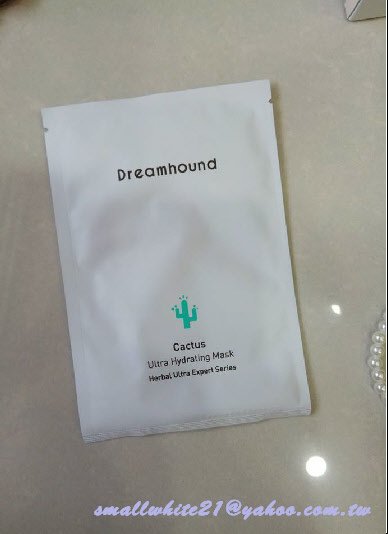 Dreamhound
Cactus
Ultra Hydrating Mask
Herbal Ultra Expert Series
smallwhite21@yahoo.com.tw